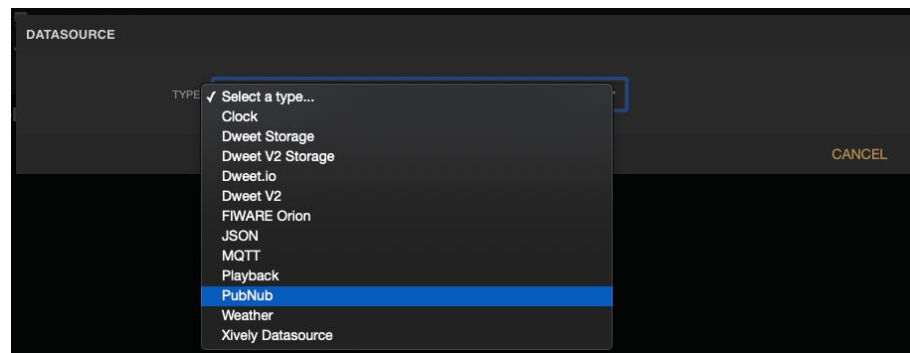 DATASOURCE
TYPE ✓ Select a type...
Clock
Dweet Storage
Dweet V2 Storage
Dweet.io
Dweet V2
FIWARE Orion
JSON
MQTT
Playback
PubNub
Weather
Xively Datasource
CANCEL